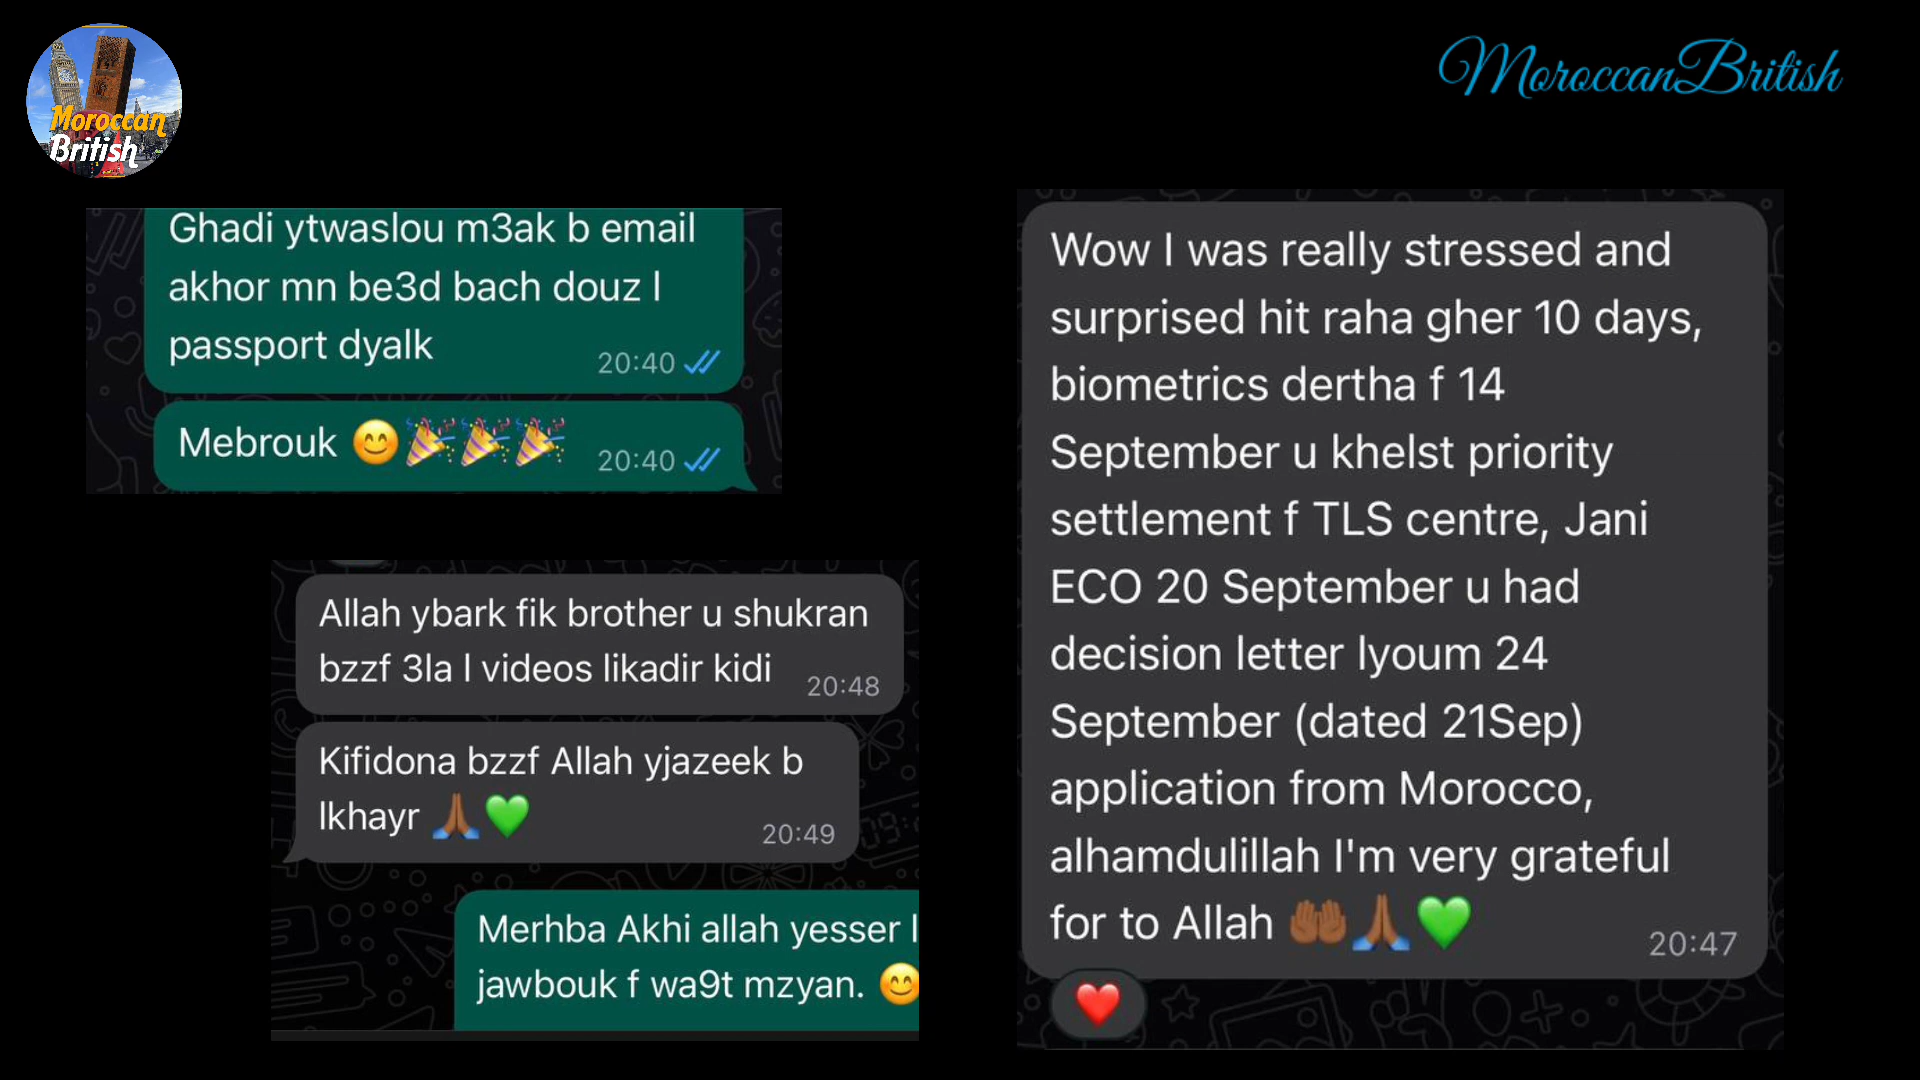 Moroccan
British
MoroccanBritish
Ghadi ytwaslou m3ak b email
akhor mn be3d bach douz l
passport dyalk
20:40
Mebrouk 😊🎉🎉🎉
20:40
Allah ybark fik brother u shukran
bzzf 3la l videos likadir kidi
20:48
Kifidona bzzf Allah yjazeek b
lkhayr 🙏🏾💚
20:49
Merhba Akhi allah yesser l
jawbouk f wa9t mzyan. 😊
Wow I was really stressed and
surprised hit raha gher 10 days,
biometrics dertha f 14
September u khelst priority
settlement f TLS centre, Jani
ECO 20 September u had
decision letter lyoum 24
September (dated 21Sep)
application from Morocco,
alhamdulillah I'm very grateful
for to Allah 🤲🏾🙏🏾💚
20:47